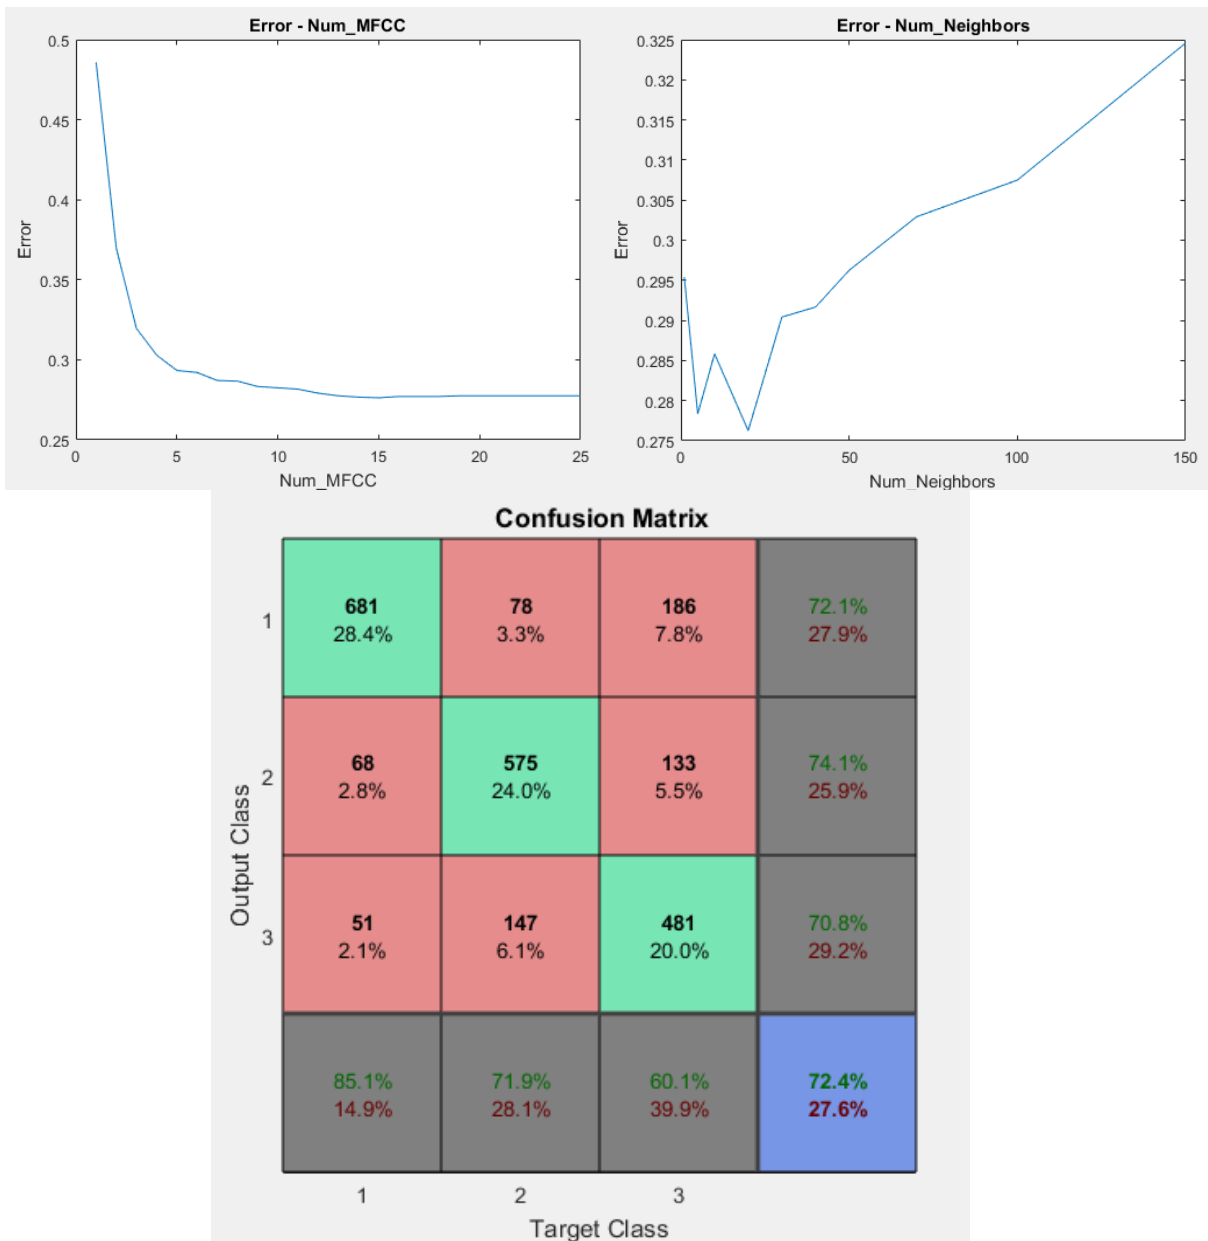 Error - Num_MFCC
0.5
0.45
0.4
0.35
0.3
0.25
Error
0 5 10 15 20 25
Num_MFCC
Error - Num_Neighbors
0.325
0.32
0.315
0.31
0.305
0.3
0.295
0.29
0.285
0.28
0.275
Error
0 50 100 150
Num_Neighbors
Confusion Matrix
681 78 186 72.1%
1
28.4% 3.3% 7.8% 27.9%
68 575 133 74.1%
2
2.8% 24.0% 5.5% 25.9%
51 147 481 70.8%
3
2.1% 6.1% 20.0% 29.2%
85.1% 71.9% 60.1% 72.4%
14.9% 28.1% 39.9% 27.6%
Output Class
1 2 3
Target Class